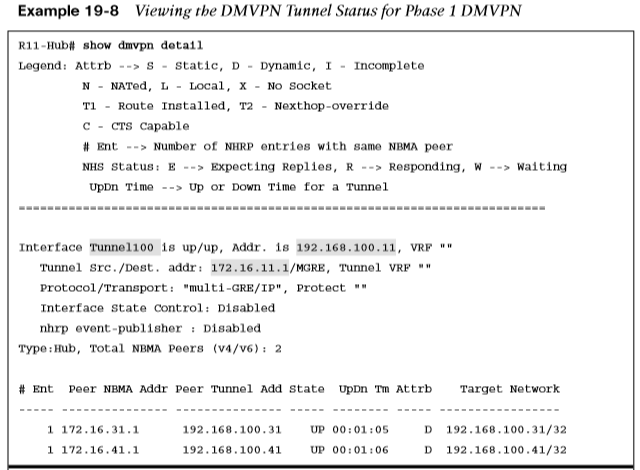 Example 19-8 Viewing the DMVPN Tunnel Status for Phase 1 DMVPN
R11-Hub# show dmvpn detail
Legend: Attrb --> S - Static, D - Dynamic, I - Incomplete
N - NATed, L - Local, X - No Socket
T1 - Route Installed, T2 - Nexthop-override
C - CTS Capable
# Ent --> Number of NHRP entries with same NBMA peer
NHS Status: E --> Expecting Replies, R --> Responding, W --> Waiting
UpDn Time --> Up or Down Time for a Tunnel
==========================================================================
Interface Tunnel100 is up/up, Addr. is 192.168.100.11, VRF ""
Tunnel Src./Dest. addr: 172.16.11.1/MGRE, Tunnel VRF ""
Protocol/Transport: "multi-GRE/IP", Protect ""
Interface State Control: Disabled
nhrp event-publisher : Disabled
Type:Hub, Total NBMA Peers (v4/v6): 2
# Ent Peer NBMA Addr Peer Tunnel Add State UpDn Tm Attrb Target Network
----- --------------- --------------- ----- -------- ----- -----------------
1 172.16.31.1 192.168.100.31 UP 00:01:05 D 192.168.100.31/32
1 172.16.41.1 192.168.100.41 UP 00:01:06 D 192.168.100.41/32